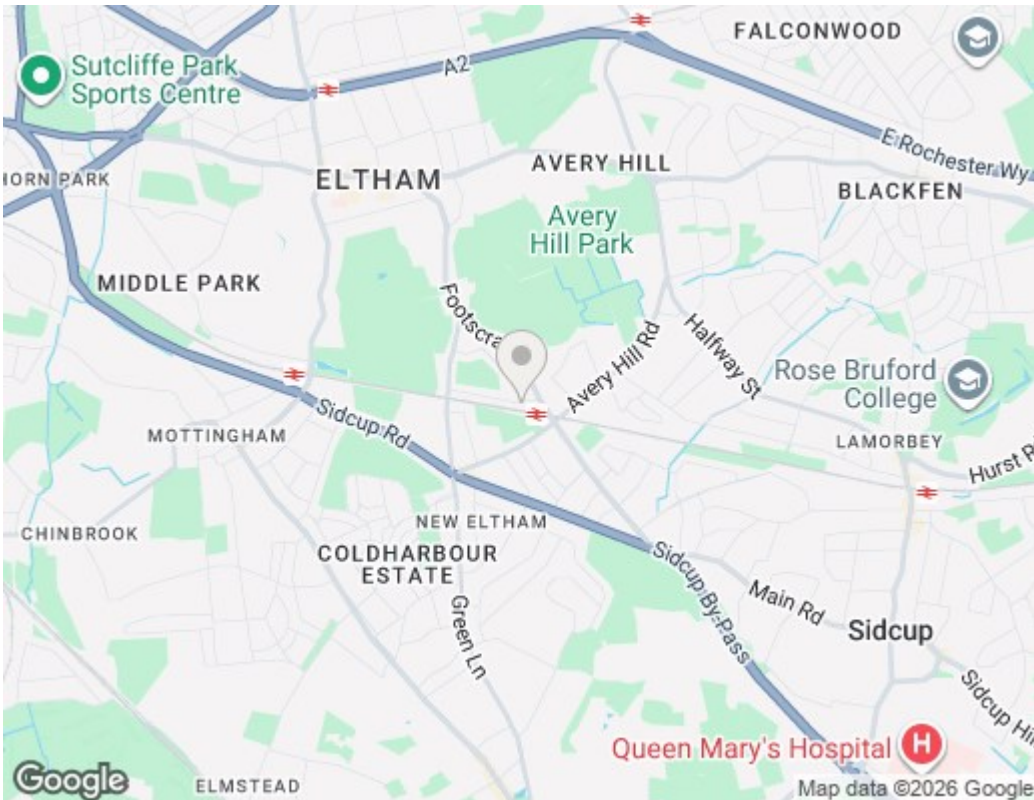 FALCONWOOD
Sutcliffe Park
Sports Centre
A2
E Rochester Wy
HORN PARK
ELTHAM
AVERY HILL
BLACKFEN
Avery
Hill Park
MIDDLE PARK
Footscra
Halfway St
Avery Hill Rd
Rose Bruford
College
Sidcup Rd
MOTTINGHAM
LAMORBEY
Hurst R
NEW ELTHAM
CHINBROOK
COLDHARBOUR
ESTATE
Sidcup By-Pass
Green Ln
Main Rd
Sidcup
Sidcup Hil
Queen Mary's Hospital
H
Google
ELMSTEAD
Map data ©2026 Google